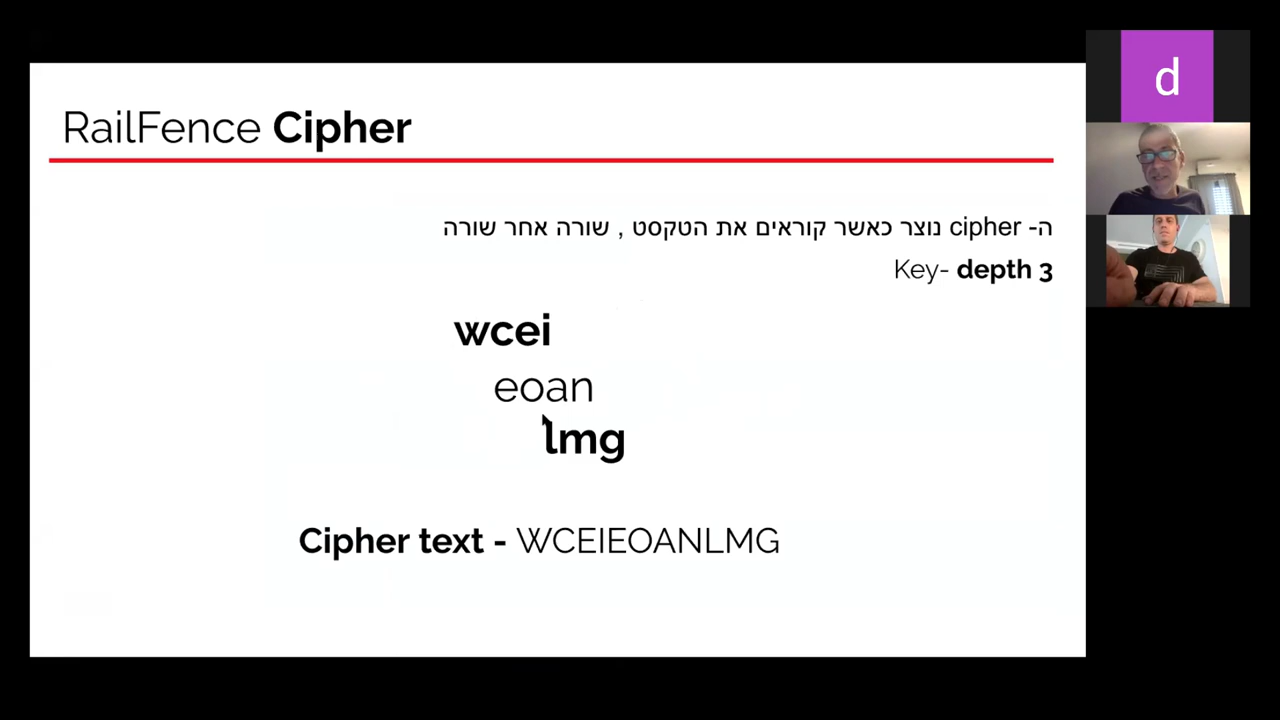 RailFence Cipher
ה- cipher נוצר כאשר קוראים את הטקסט , שורה אחר שורה
Key- depth 3
wcei
eoan
lmg
Cipher text - WCEIEOANLMG
d